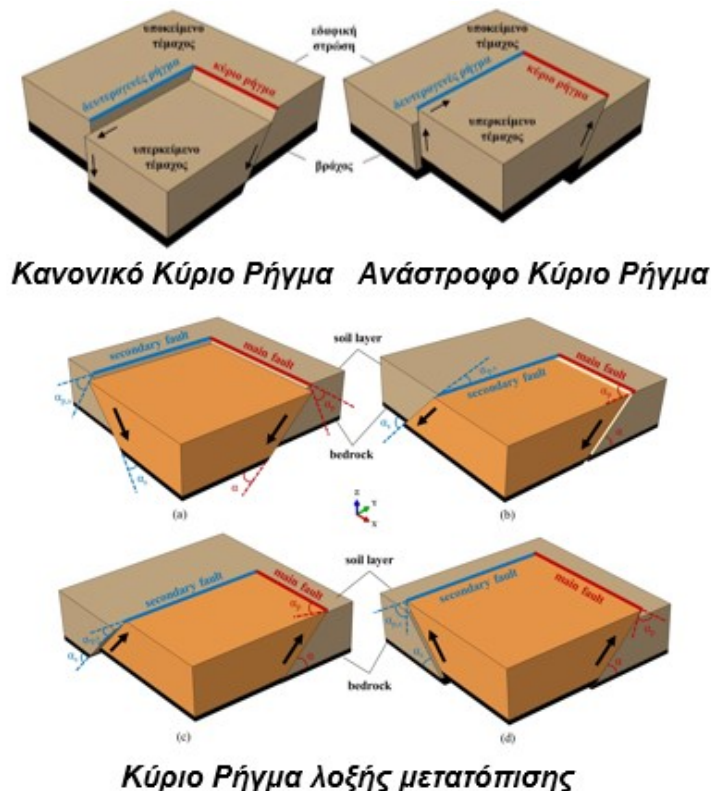 υποκείμενο
τέμαχος
δευτερογενές ρήγμα
κύριο ρήγμα
υπερκείμενο
τέμαχος
εδαφική
στρώση
βράχος
υποκείμενο
τέμαχος
δευτερογενές ρήγμα
κύριο ρήγμα
υπερκείμενο
τέμαχος
Κανονικό Κύριο Ρήγμα
Ανάστροφο Κύριο Ρήγμα
secondary fault
main fault
soil layer
bedrock
α
(a)
secondary fault
main fault
α
(b)
Z
Y
X
secondary fault
main fault
soil layer
bedrock
α
(c)
secondary fault
main fault
α
(d)
Κύριο Ρήγμα λοξής μετατόπισης